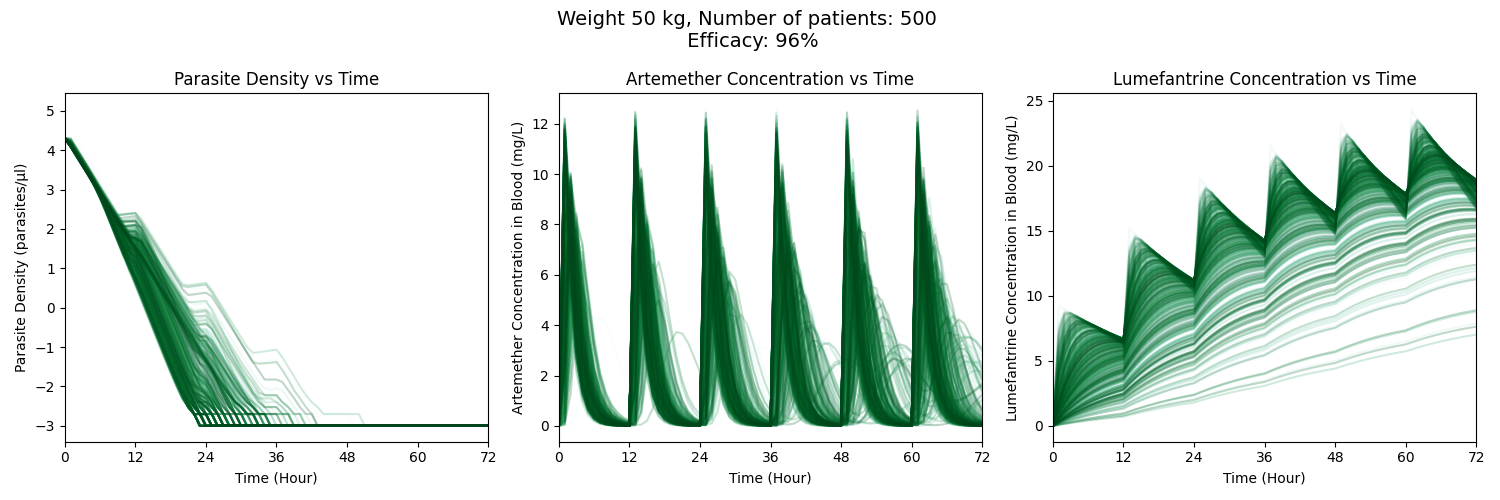 Weight 50 kg, Number of patients: 500
Efficacy: 96%
Parasite Density vs Time
Parasite Density (parasites/µl)
5
4
3
2
1
0
−1
−2
−3
0 12 24 36 48 60 72
Time (Hour)
Artemether Concentration vs Time
Artemether Concentration in Blood (mg/L)
12
10
8
6
4
2
0
0 12 24 36 48 60 72
Time (Hour)
Lumefantrine Concentration vs Time
Lumefantrine Concentration in Blood (mg/L)
25
20
15
10
5
0
0 12 24 36 48 60 72
Time (Hour)